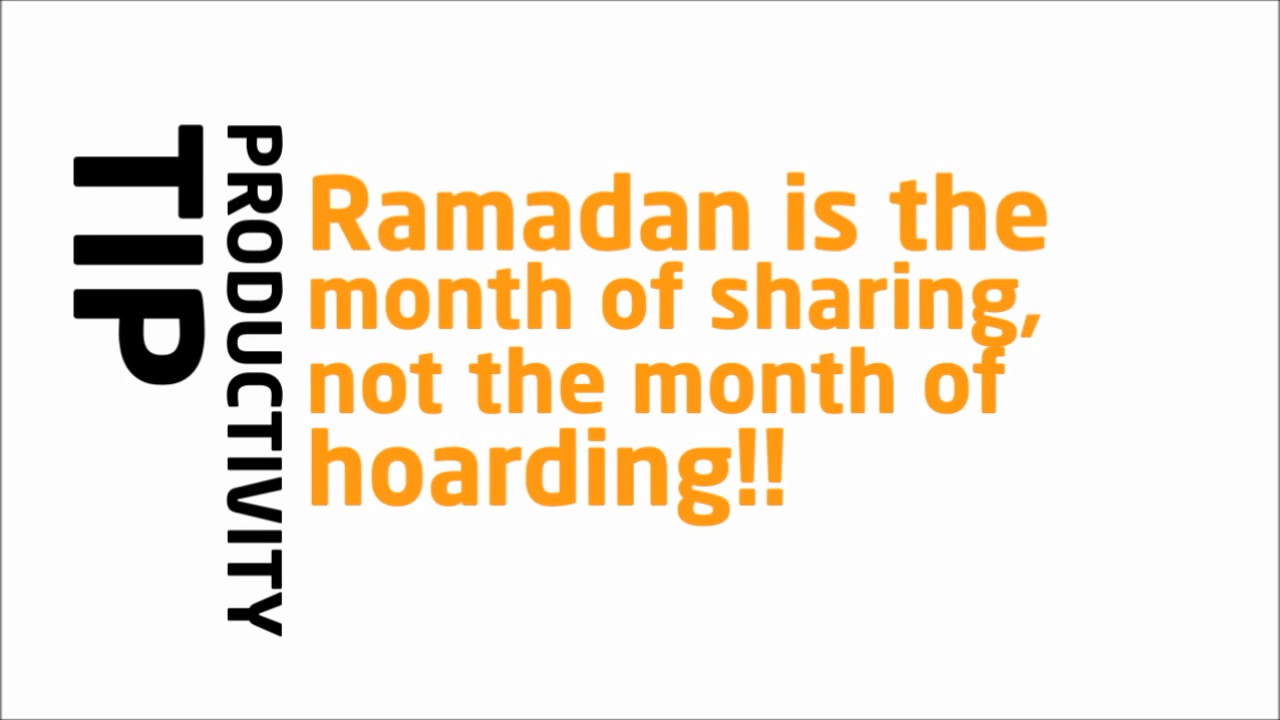 PRODUCTIVITY
TIP
Ramadan is the
month of sharing,
not the month of
hoarding!!